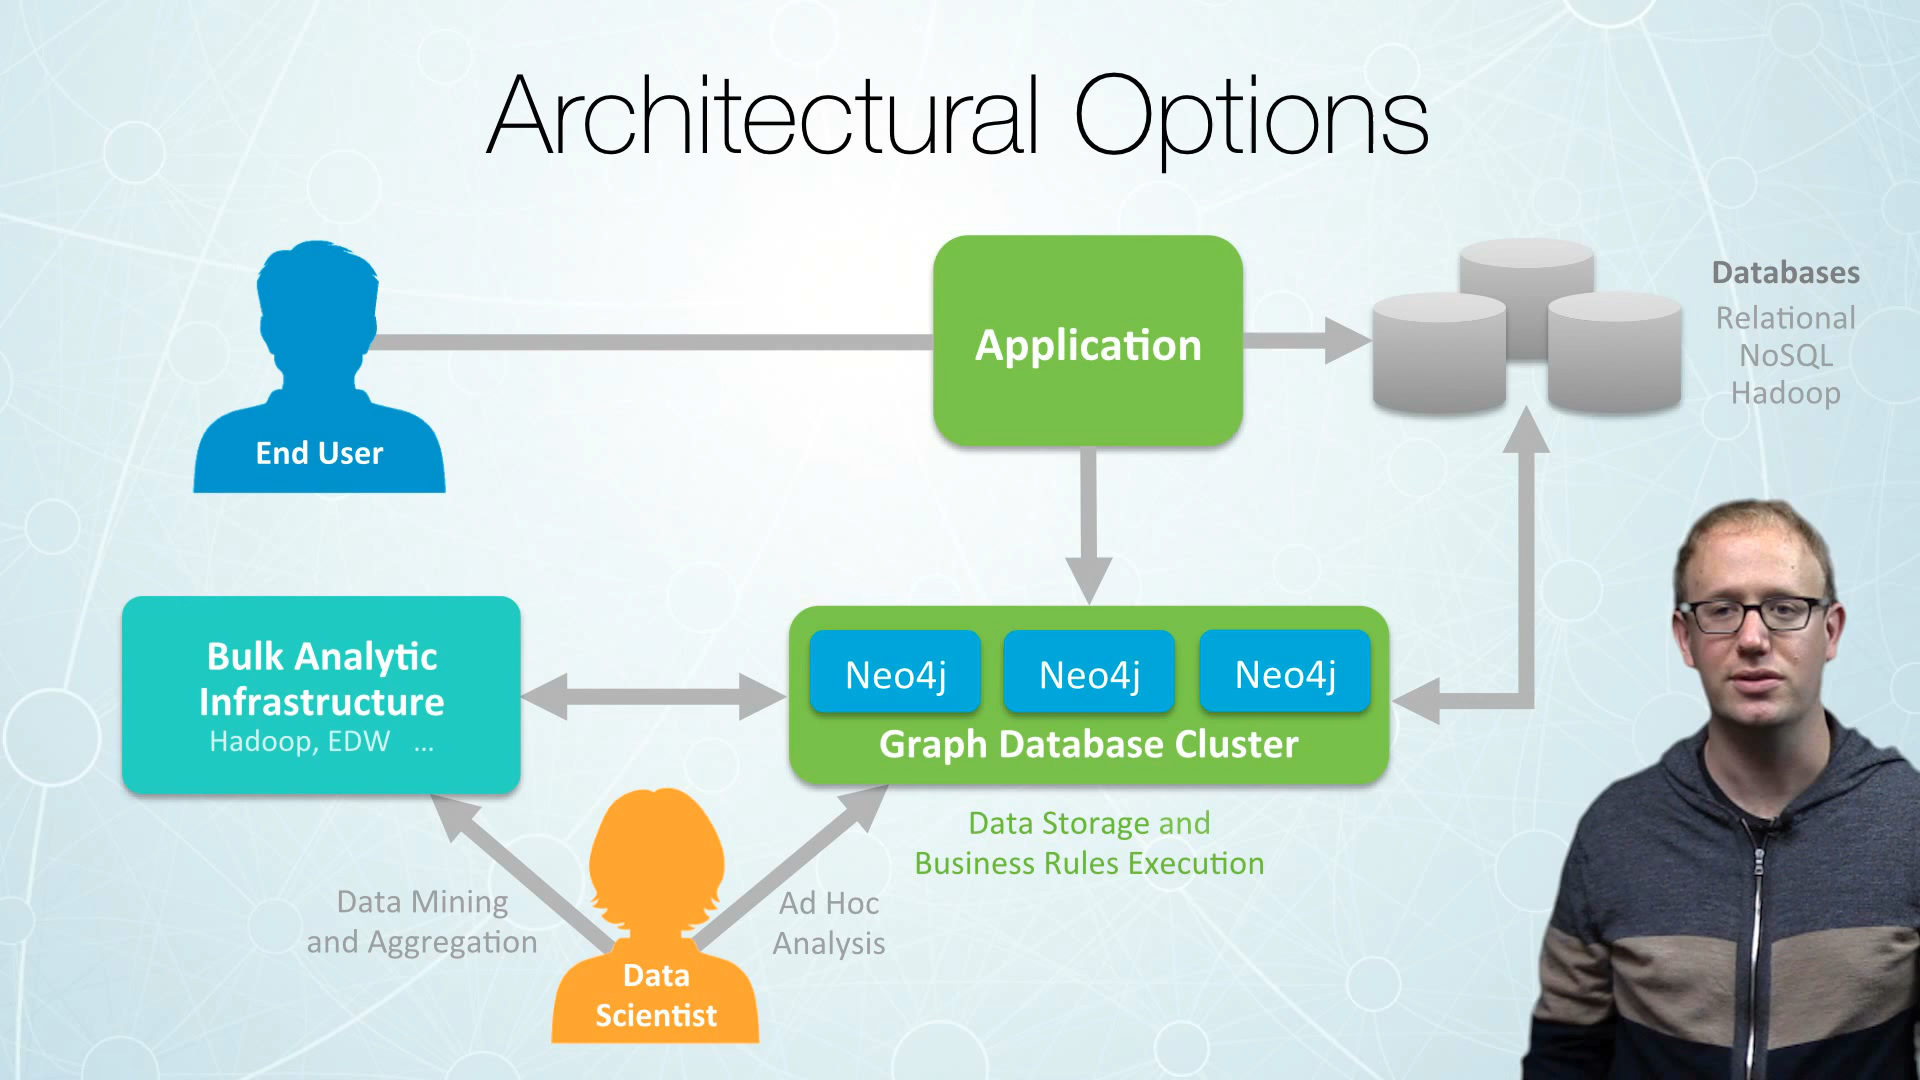 Architectural Options
End User
Application
Databases
Relational
NoSQL
Hadoop
Bulk Analytic
Infrastructure
Hadoop, EDW ...
Neo4j
Neo4j
Neo4j
Graph Database Cluster
Data Storage and
Business Rules Execution
Data Mining
and Aggregation
Ad Hoc
Analysis
Data
Scientist